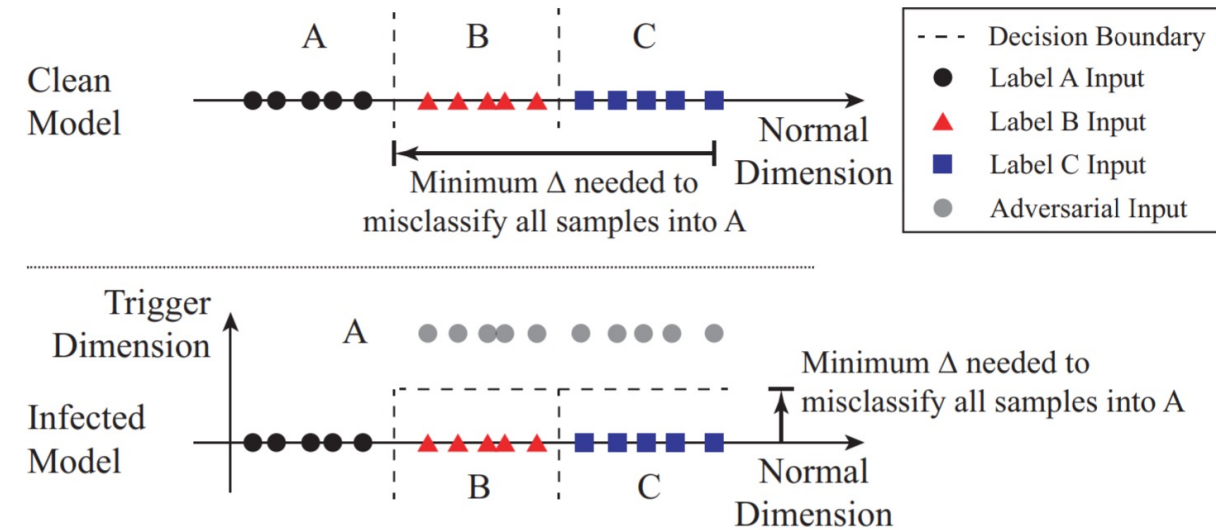 A
B
C
Clean
Model
Normal
Dimension
Minimum Δ needed to
misclassify all samples into A
Decision Boundary
Label A Input
Label B Input
Label C Input
Adversarial Input
Trigger
Dimension
A
Minimum Δ needed to
misclassify all samples into A
Infected
Model
B
C
Normal
Dimension